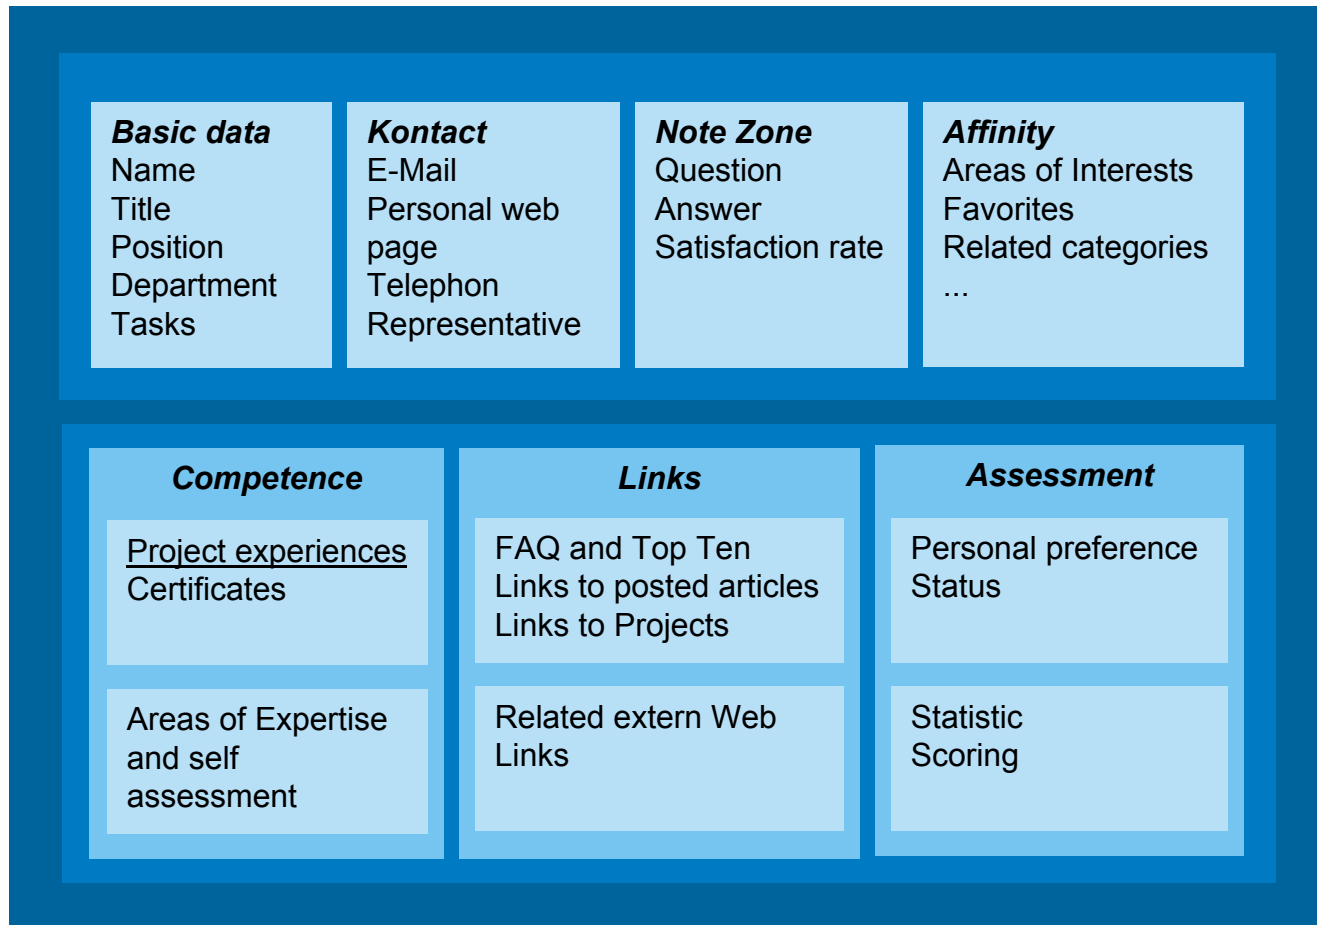 Basic data
Name
Title
Position
Department
Tasks
Kontact
E-Mail
Personal web
page
Telephon
Representative
Note Zone
Question
Answer
Satisfaction rate
Affinity
Areas of Interests
Favorites
Related categories
...
Competence
Project experiences
Certificates
Areas of Expertise
and self
assessment
Links
FAQ and Top Ten
Links to posted articles
Links to Projects
Related extern Web
Links
Assessment
Personal preference
Status
Statistic
Scoring